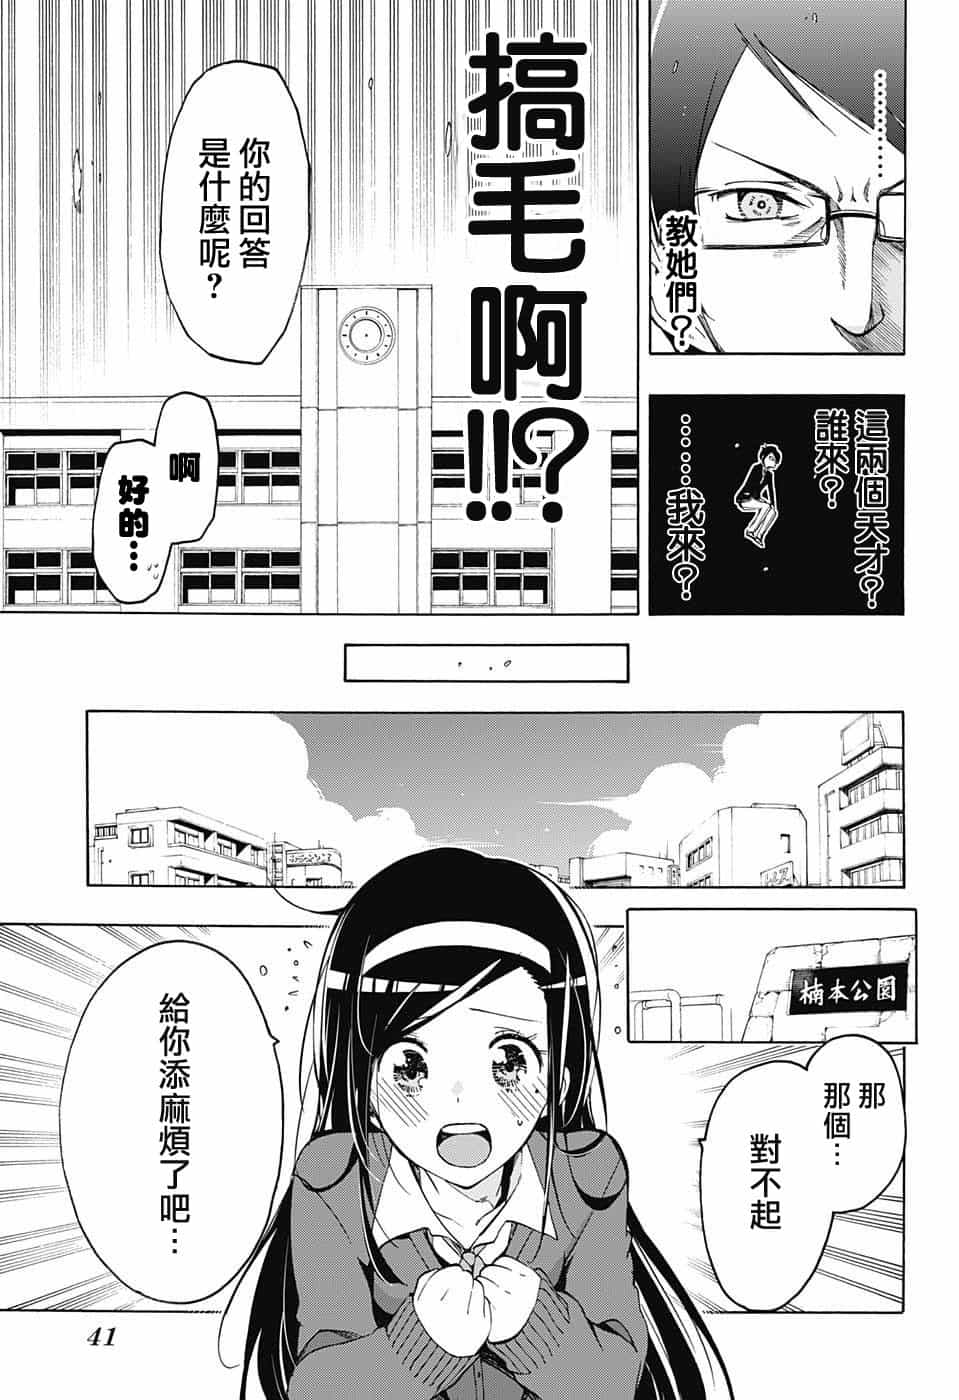 ………
教她們？
這兩個天才？
誰來？
………我來？
搞毛啊!!?
你的回答
是什麼呢？
啊
好的…
楠本公園
那
那個…
對不起
給你添麻煩了吧…
41